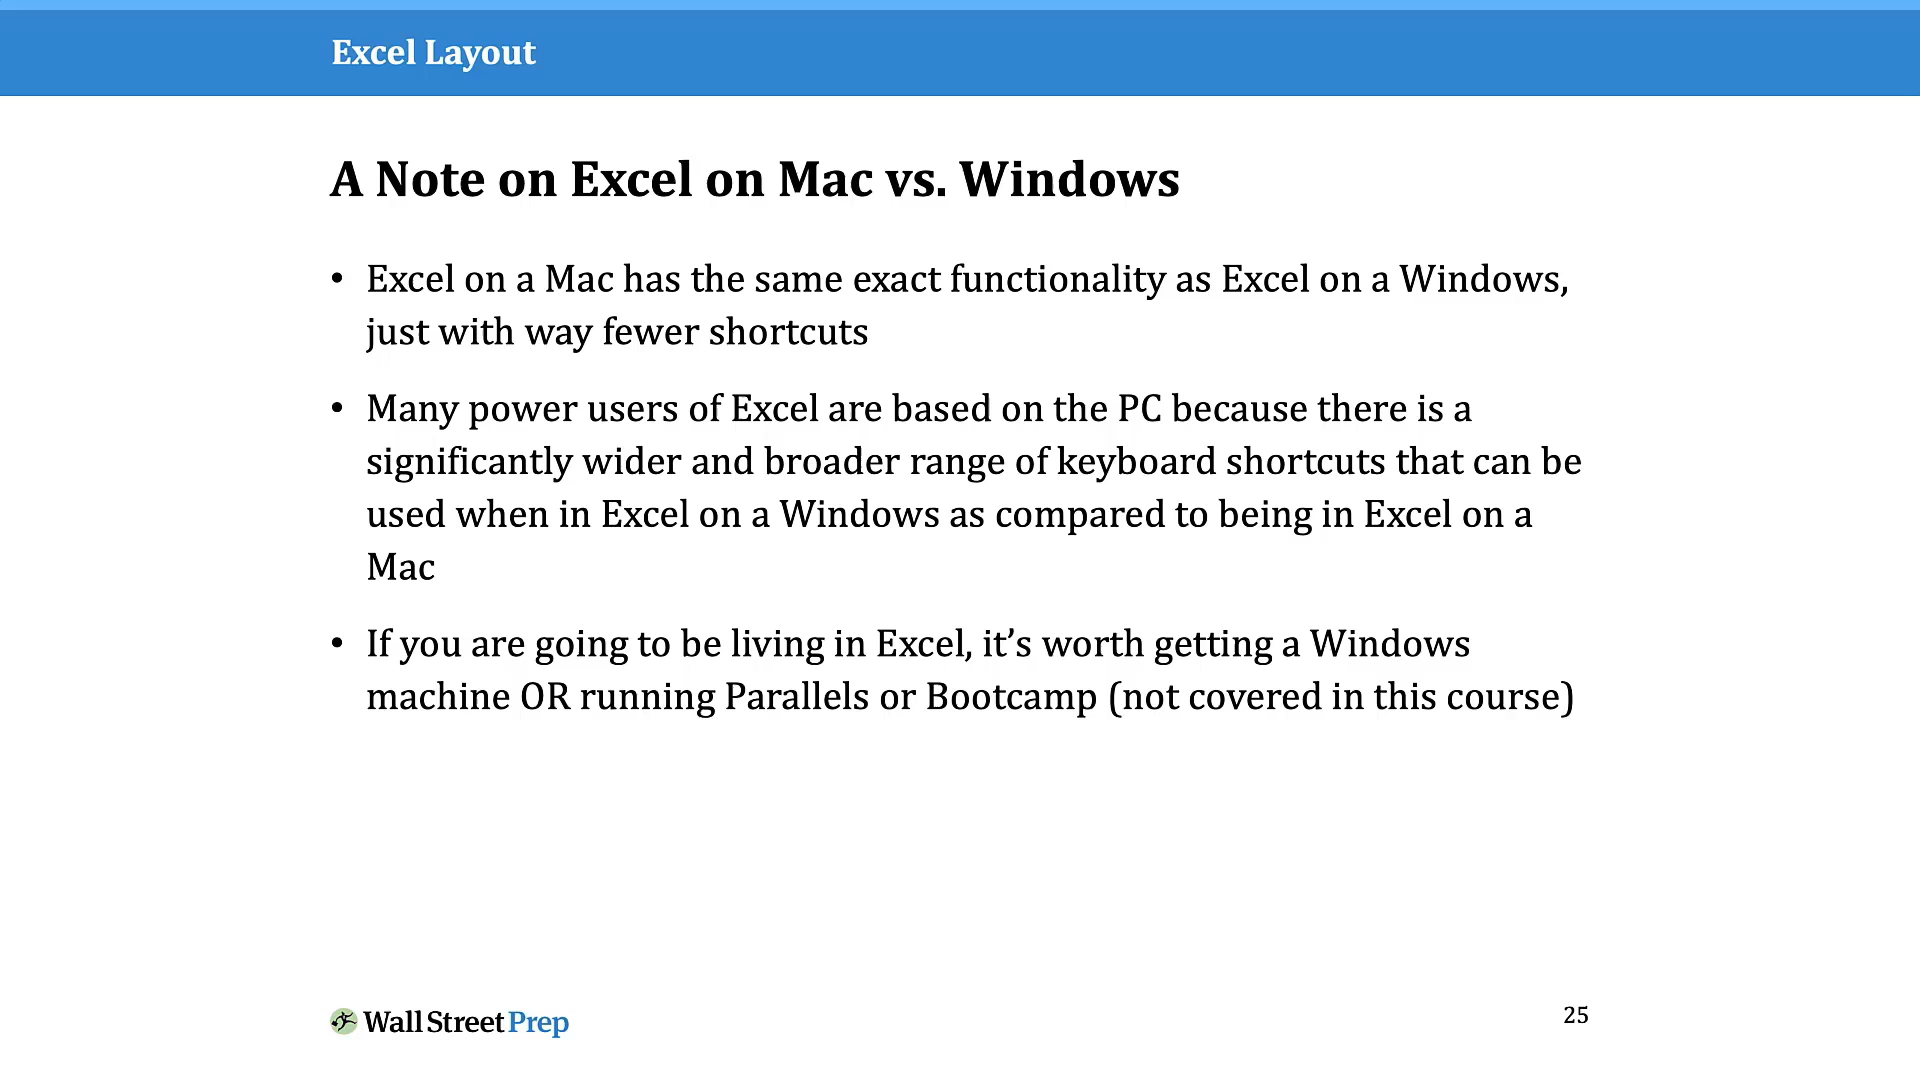 Excel Layout
A Note on Excel on Mac vs. Windows
• Excel on a Mac has the same exact functionality as Excel on a Windows,
just with way fewer shortcuts
• Many power users of Excel are based on the PC because there is a
significantly wider and broader range of keyboard shortcuts that can be
used when in Excel on a Windows as compared to being in Excel on a
Mac
• If you are going to be living in Excel, it’s worth getting a Windows
machine OR running Parallels or Bootcamp (not covered in this course)
Wall Street Prep
25